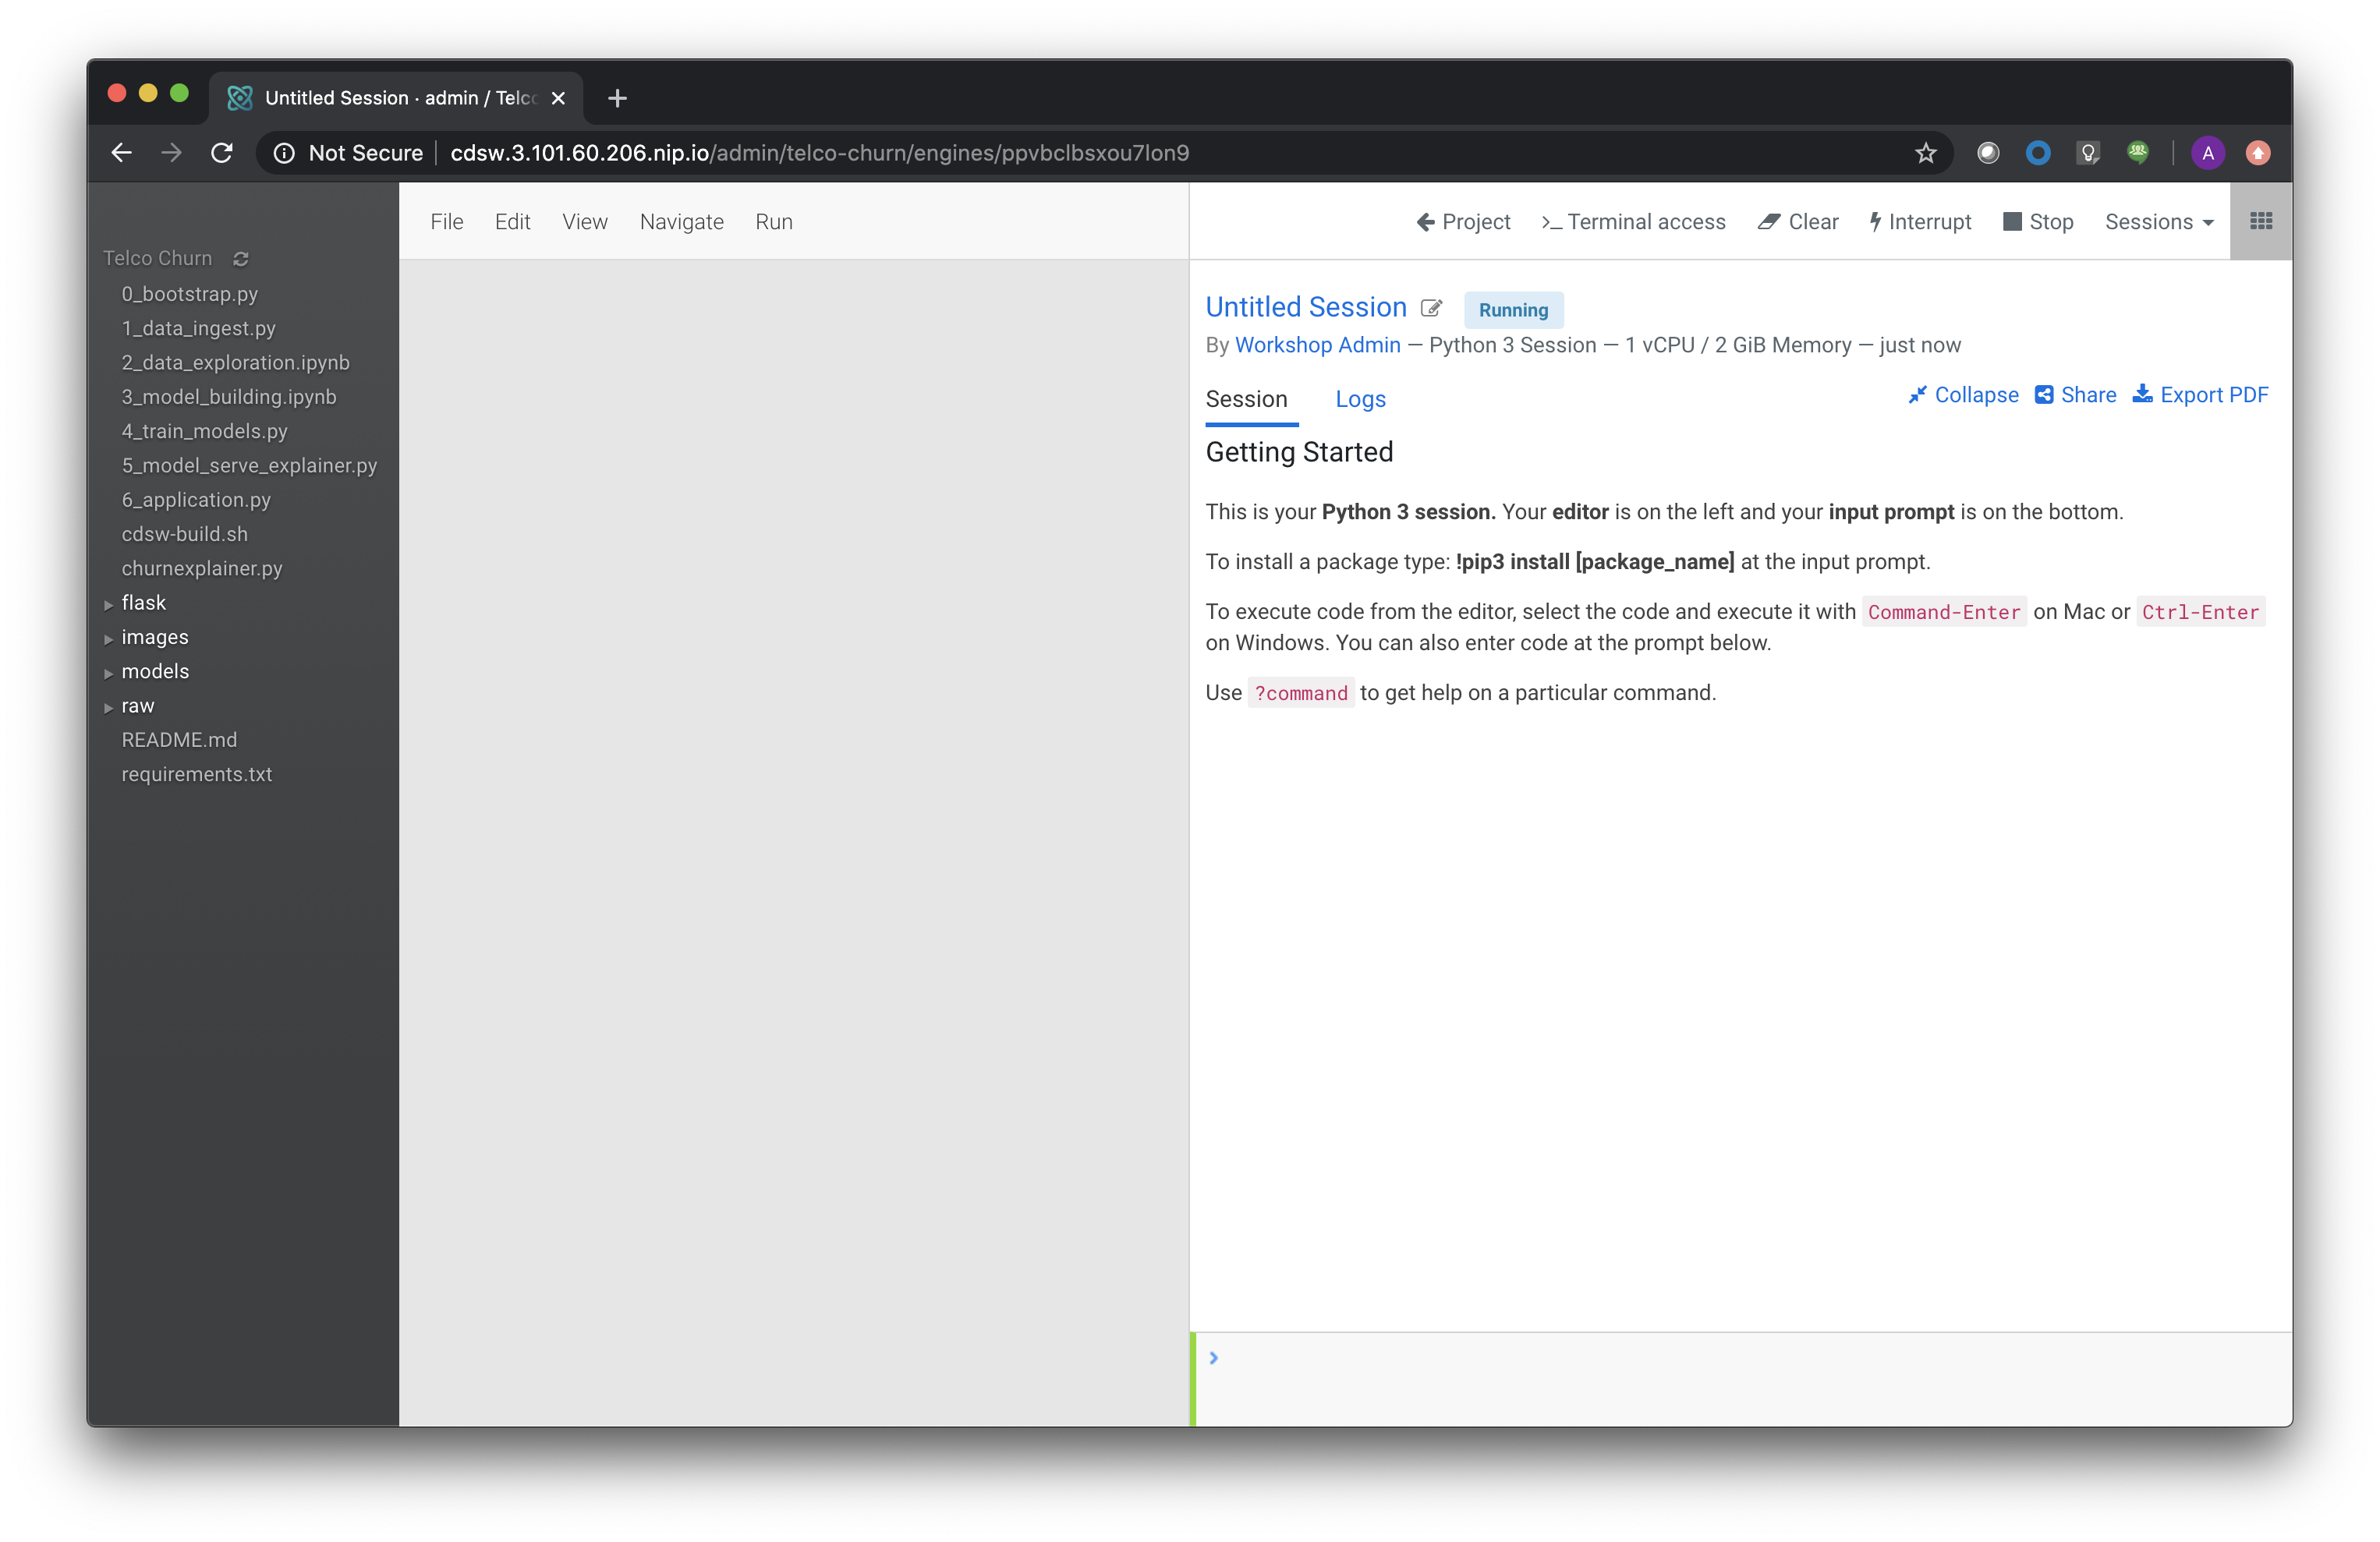 Untitled Session · admin / Telco
Not Secure cdsw.3.101.60.206.nip.io/admin/telco-churn/engines/ppvbclbsxou7lon9
A
File Edit View Navigate Run
Project Terminal access Clear Interrupt Stop Sessions
Telco Churn
0_bootstrap.py
1_data_ingest.py
2_data_exploration.ipynb
3_model_building.ipynb
4_train_models.py
5_model_serve_explainer.py
6_application.py
cdsw-build.sh
churnexplainer.py
flask
images
models
raw
README.md
requirements.txt
Untitled Session Running
By Workshop Admin — Python 3 Session — 1 vCPU / 2 GiB Memory — just now
Session Logs Collapse Share Export PDF
Getting Started
This is your Python 3 session. Your editor is on the left and your input prompt is on the bottom.
To install a package type: !pip3 install [package_name] at the input prompt.
To execute code from the editor, select the code and execute it with Command-Enter on Mac or Ctrl-Enter
on Windows. You can also enter code at the prompt below.
Use ?command to get help on a particular command.